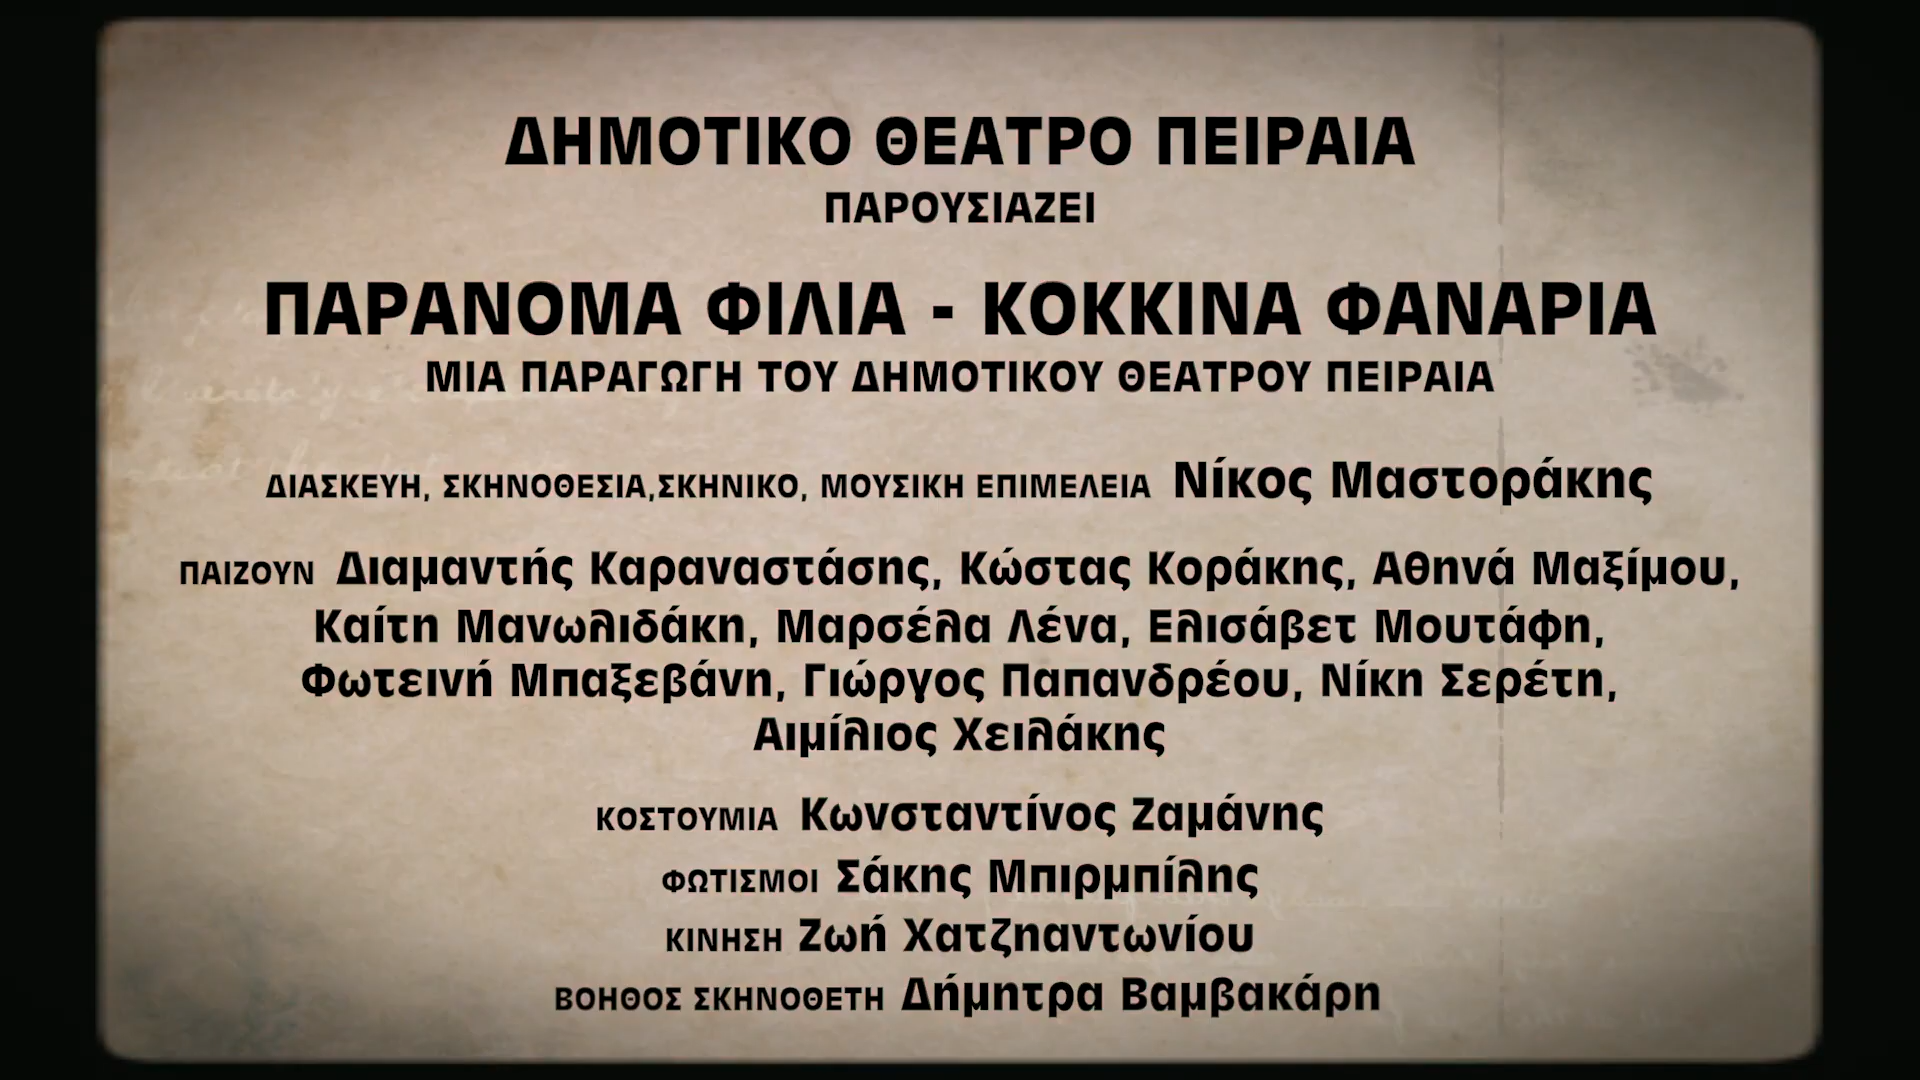 ΔΗΜΟΤΙΚΟ ΘΕΑΤΡΟ ΠΕΙΡΑΙΑ
ΠΑΡΟΥΣΙΑΖΕΙ
ΠΑΡΑΝΟΜΑ ΦΙΛΙΑ - ΚΟΚΚΙΝΑ ΦΑΝΑΡΙΑ
ΜΙΑ ΠΑΡΑΓΩΓΗ ΤΟΥ ΔΗΜΟΤΙΚΟΥ ΘΕΑΤΡΟΥ ΠΕΙΡΑΙΑ
ΔΙΑΣΚΕΥΗ, ΣΚΗΝΟΘΕΣΙΑ,ΣΚΗΝΙΚΟ, ΜΟΥΣΙΚΗ ΕΠΙΜΕΛΕΙΑ Νίκος Μαστοράκης
ΠΑΙΖΟΥΝ Διαμαντής Καραναστάσης, Κώστας Κοράκης, Αθηνά Μαξίμου,
Καίτη Μανωλιδάκη, Μαρσέλα Λένα, Ελισάβετ Μουτάφη,
Φωτεινή Μπαξεβάνη, Γιώργος Παπανδρέου, Νίκη Σερέτη,
Αιμίλιος Χειλάκης
ΚΟΣΤΟΥΜΙΑ Κωνσταντίνος Ζαμάνης
ΦΩΤΙΣΜΟΙ Σάκης Μπιρμπίλης
ΚΙΝΗΣΗ Ζωή Χατζηαντωνίου
ΒΟΗΘΟΣ ΣΚΗΝΟΘΕΤΗ Δήμητρα Βαμβακάρη